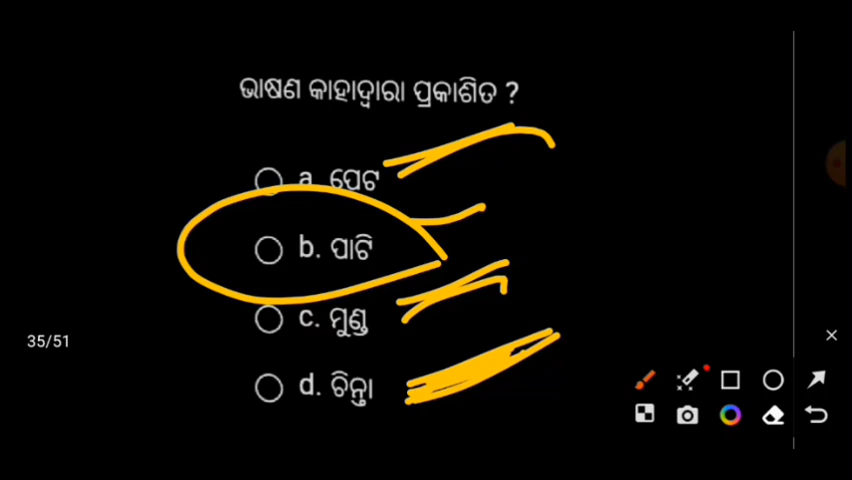 ଭାଷଣ କାହାଦ୍ୱାରା ପ୍ରକାଶିତ ?
a. ପେଟ
b. ପାଟି
c. ମୁଣ୍ଡ
35/51
d. ଚିନ୍ତା